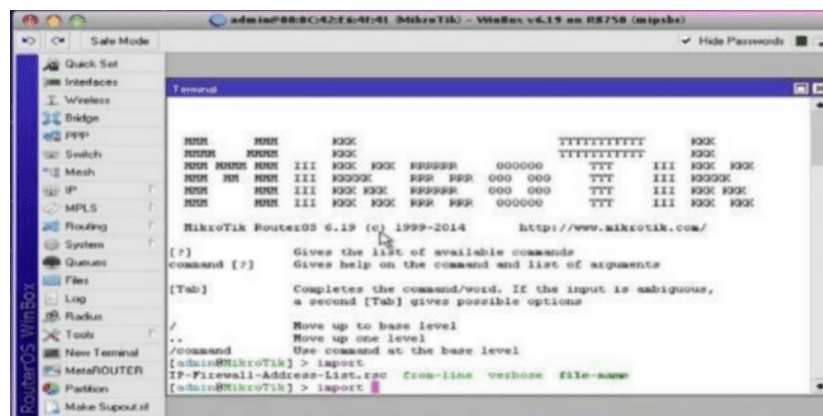 admin@00:0C:42:E6:4F:41 (MikroTik) - WinBox v6.19 on RB750 (mipsbe)
Safe Mode
Hide Passwords
Quick Set
Interfaces
Wireless
Bridge
PPP
Switch
Mesh
IP
MPLS
Routing
System
Queues
Files
Log
Radius
Tools
New Terminal
MetaROUTER
Partition
Make Supout.rif
RouterOS WinBox
Terminal
MMM MMM KKK TTTTTTTTTTT KKK
MMMM MMMM KKK TTTTTTTTTTT KKK
MMM MMMM MMM III KKK KKK RRRRRR OOOOOO TTT III KKK KKK
MMM MM MMM III KKKKK RRR RRR OOO OOO TTT III KKKKK
MMM MMM III KKK KKK RRRRRR OOO OOO TTT III KKK KKK
MMM MMM III KKK KKK RRR RRR OOOOOO TTT III KKK KKK
MikroTik RouterOS 6.19 (c) 1999-2014 http://www.mikrotik.com/
[?] Gives the list of available commands
command [?] Gives help on the command and list of arguments
[Tab] Completes the command/word. If the input is ambiguous,
a second [Tab] gives possible options
/ Move up to base level
.. Move up one level
/command Use command at the base level
[admin@MikroTik] > import
IP-Firewall-Address-List.rsc from-line verbose file-name
[admin@MikroTik] > import